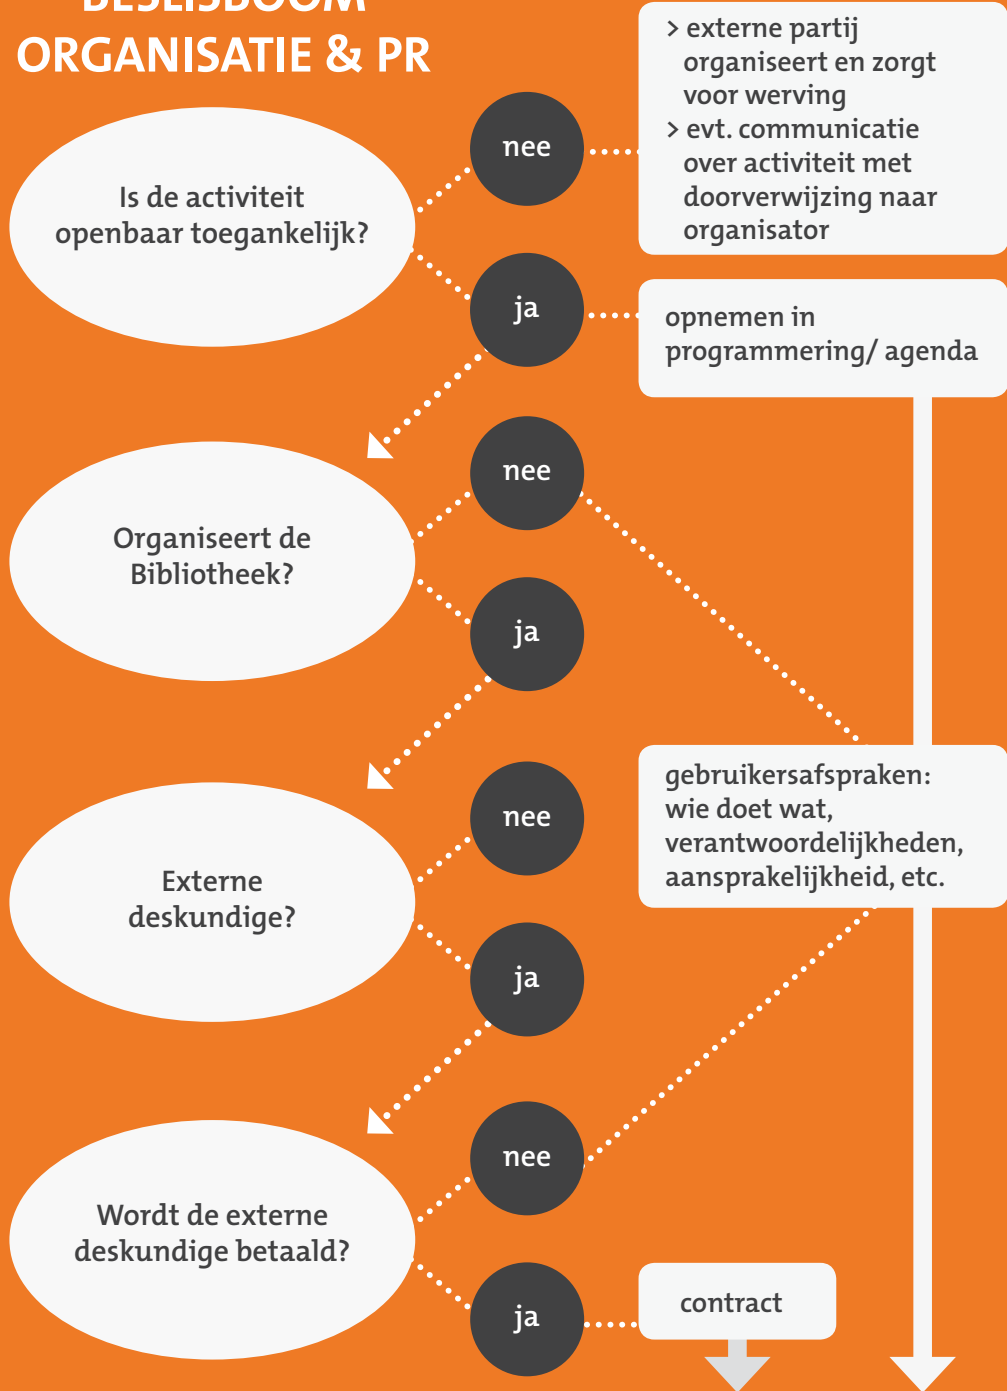 BESLISBOOM
ORGANISATIE & PR
> externe partij
organiseert en zorgt
voor werving
> evt. communicatie
over activiteit met
doorverwijzing naar
organisator
nee
Is de activiteit
openbaar toegankelijk?
ja
opnemen in
programmering/ agenda
nee
Organiseert de
Bibliotheek?
ja
gebruikersafspraken:
wie doet wat,
verantwoordelijkheden,
aansprakelijkheid, etc.
nee
Externe
deskundige?
ja
nee
Wordt de externe
deskundige betaald?
ja
contract